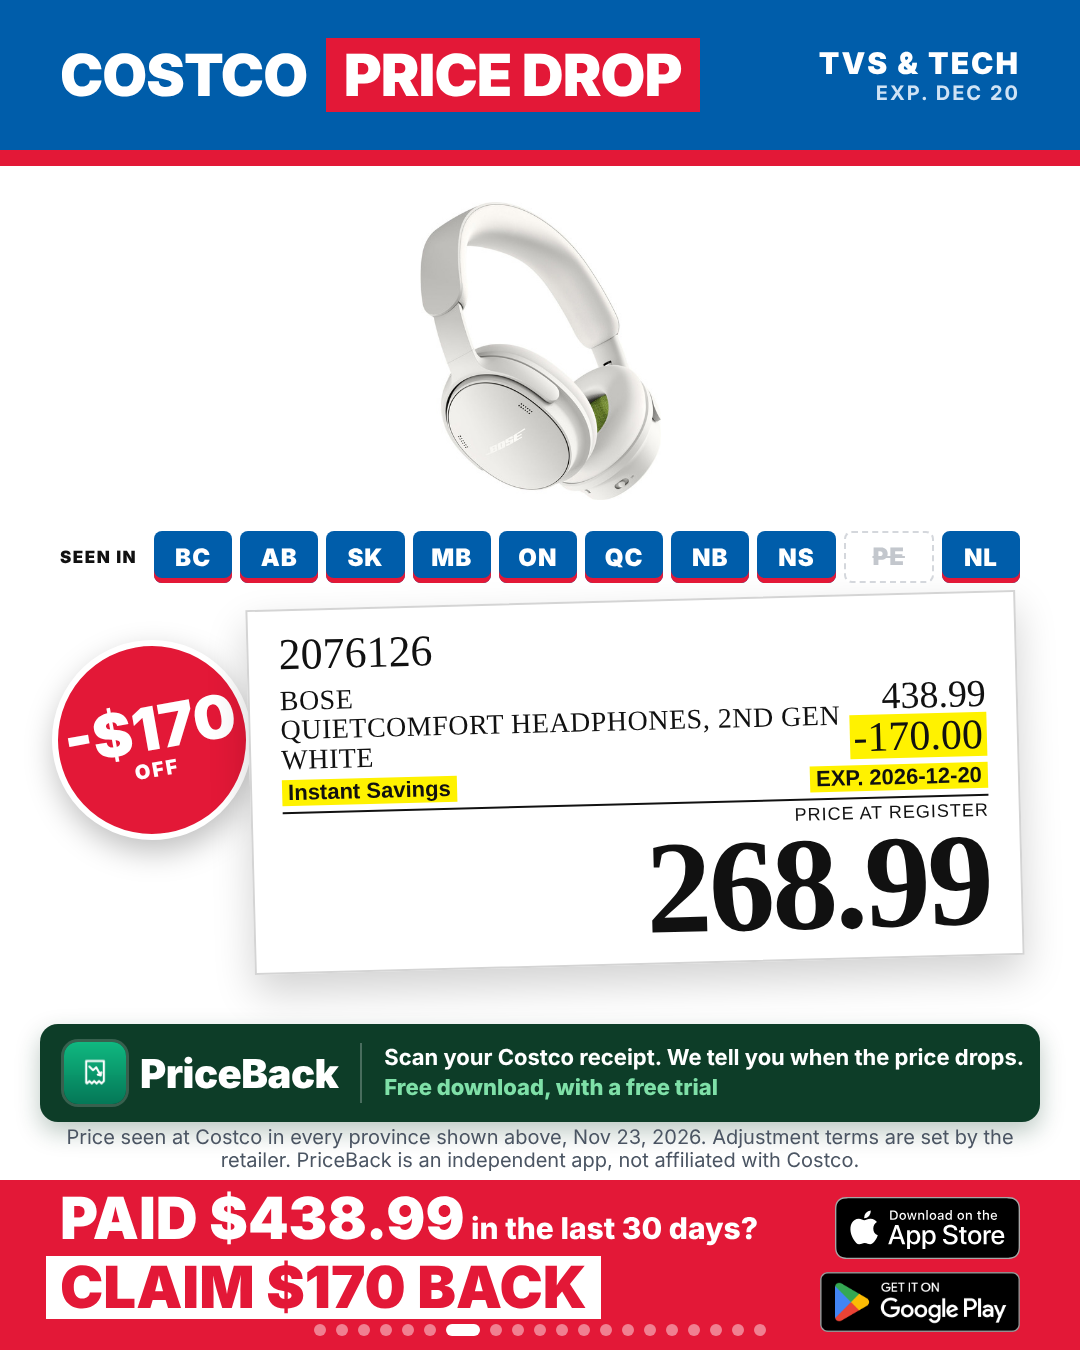 COSTCO PRICE DROP
TVS & TECH
EXP. DEC 20
BOSE
SEEN IN BC AB SK MB ON QC NB NS PE NL
-$170
OFF
2076126
BOSE
QUIETCOMFORT HEADPHONES, 2ND GEN
WHITE
438.99
-170.00
Instant Savings
EXP. 2026-12-20
PRICE AT REGISTER
268.99
PriceBack
Scan your Costco receipt. We tell you when the price drops.
Free download, with a free trial
Price seen at Costco in every province shown above, Nov 23, 2026. Adjustment terms are set by the
retailer. PriceBack is an independent app, not affiliated with Costco.
PAID $438.99 in the last 30 days?
CLAIM $170 BACK
Download on the
App Store
GET IT ON
Google Play